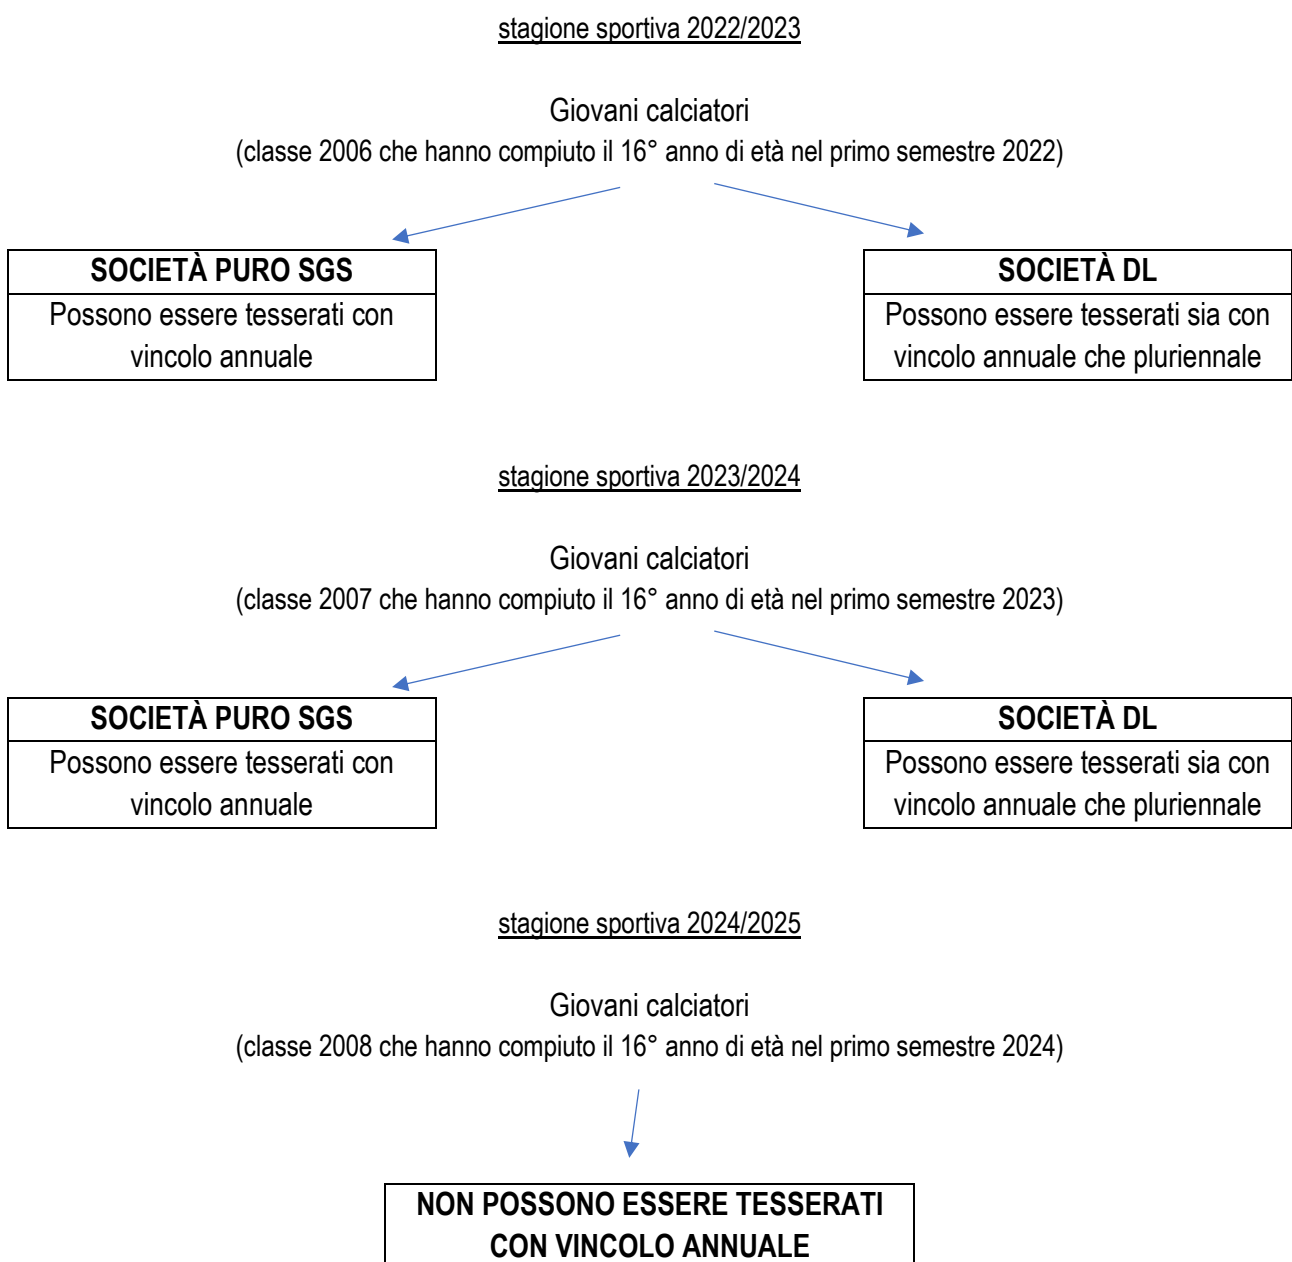 stagione sportiva 2022/2023
Giovani calciatori
(classe 2006 che hanno compiuto il 16° anno di età nel primo semestre 2022)
SOCIETÀ PURO SGS
Possono essere tesserati con
vincolo annuale
SOCIETÀ DL
Possono essere tesserati sia con
vincolo annuale che pluriennale
stagione sportiva 2023/2024
Giovani calciatori
(classe 2007 che hanno compiuto il 16° anno di età nel primo semestre 2023)
SOCIETÀ PURO SGS
Possono essere tesserati con
vincolo annuale
SOCIETÀ DL
Possono essere tesserati sia con
vincolo annuale che pluriennale
stagione sportiva 2024/2025
Giovani calciatori
(classe 2008 che hanno compiuto il 16° anno di età nel primo semestre 2024)
NON POSSONO ESSERE TESSERATI
CON VINCOLO ANNUALE